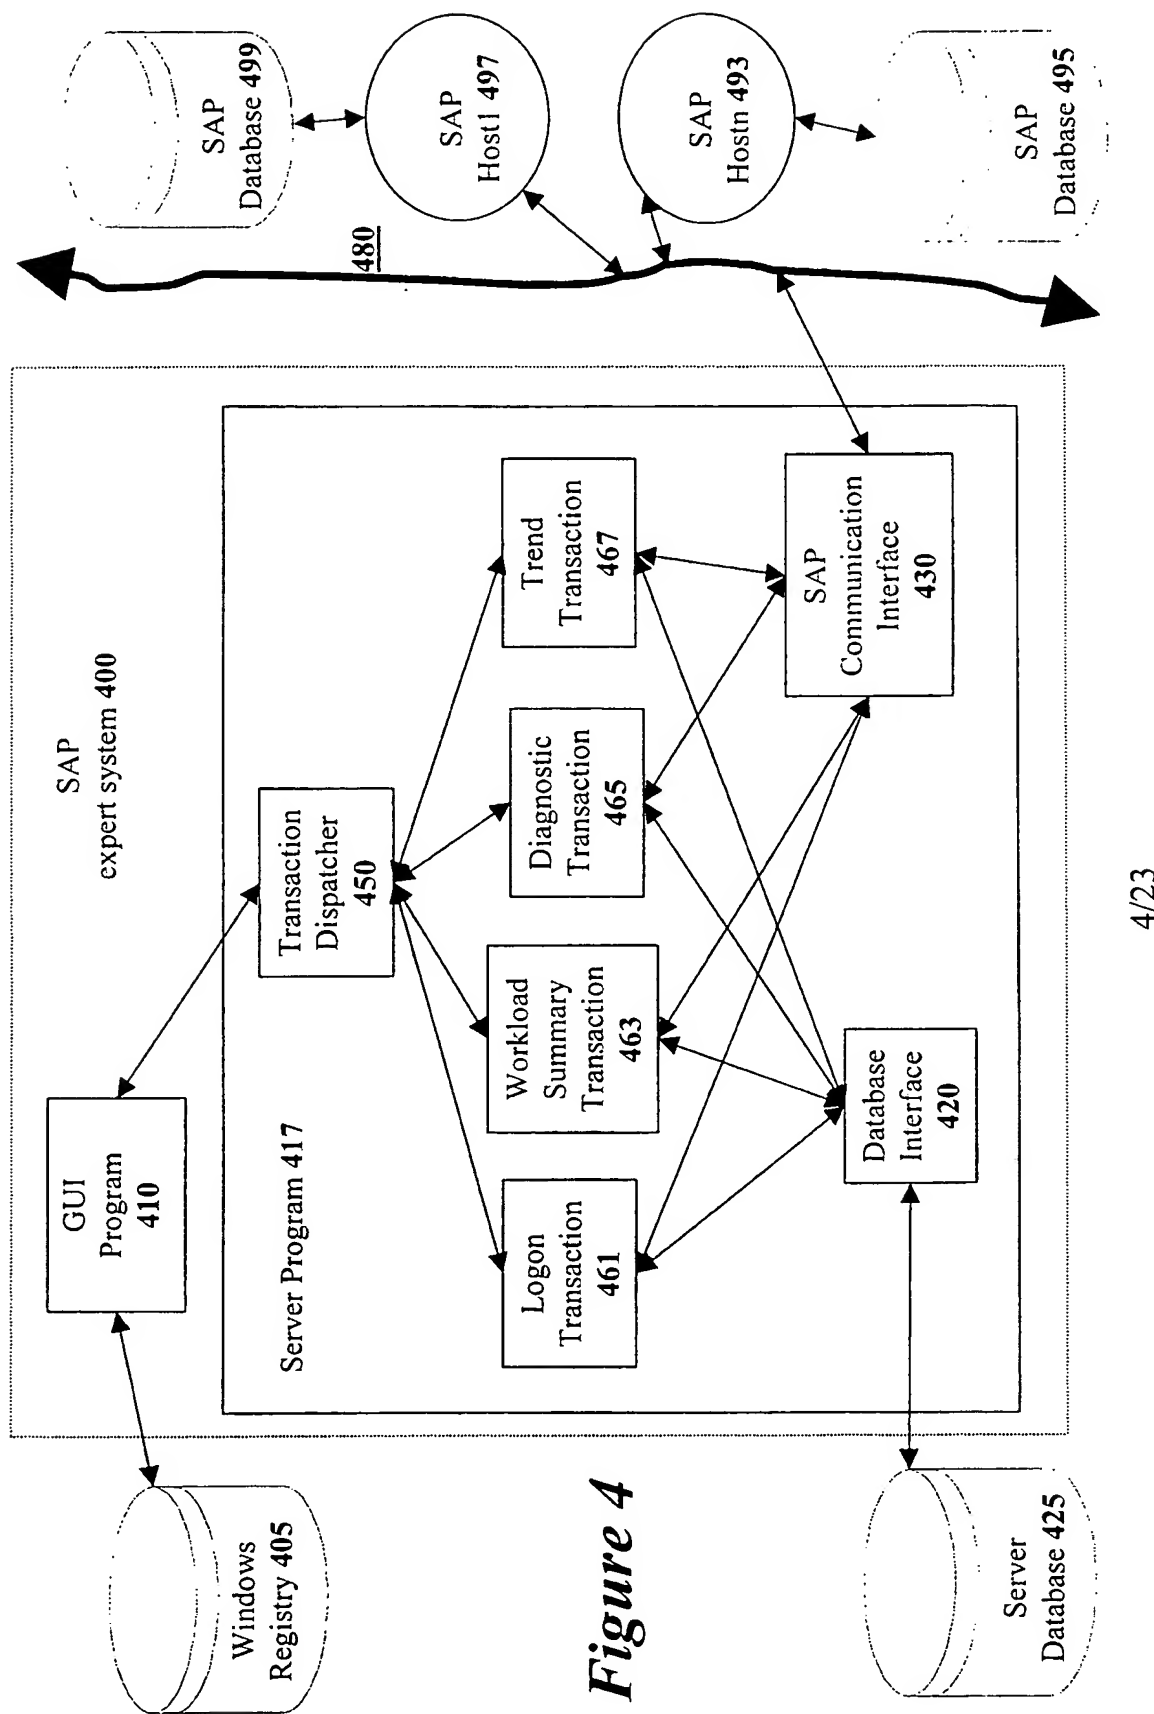 SAP
expert system 400
GUI
Program
410
Windows
Registry 405
Server Program 417
Transaction
Dispatcher
450
Logon
Transaction
461
Workload
Summary
Transaction
463
Diagnostic
Transaction
465
Trend
Transaction
467
Database
Interface
420
SAP
Communication
Interface
430
Server
Database 425
480
SAP
Database 499
SAP
Host1 497
SAP
Hostn 493
SAP
Database 495
Figure 4
4/23